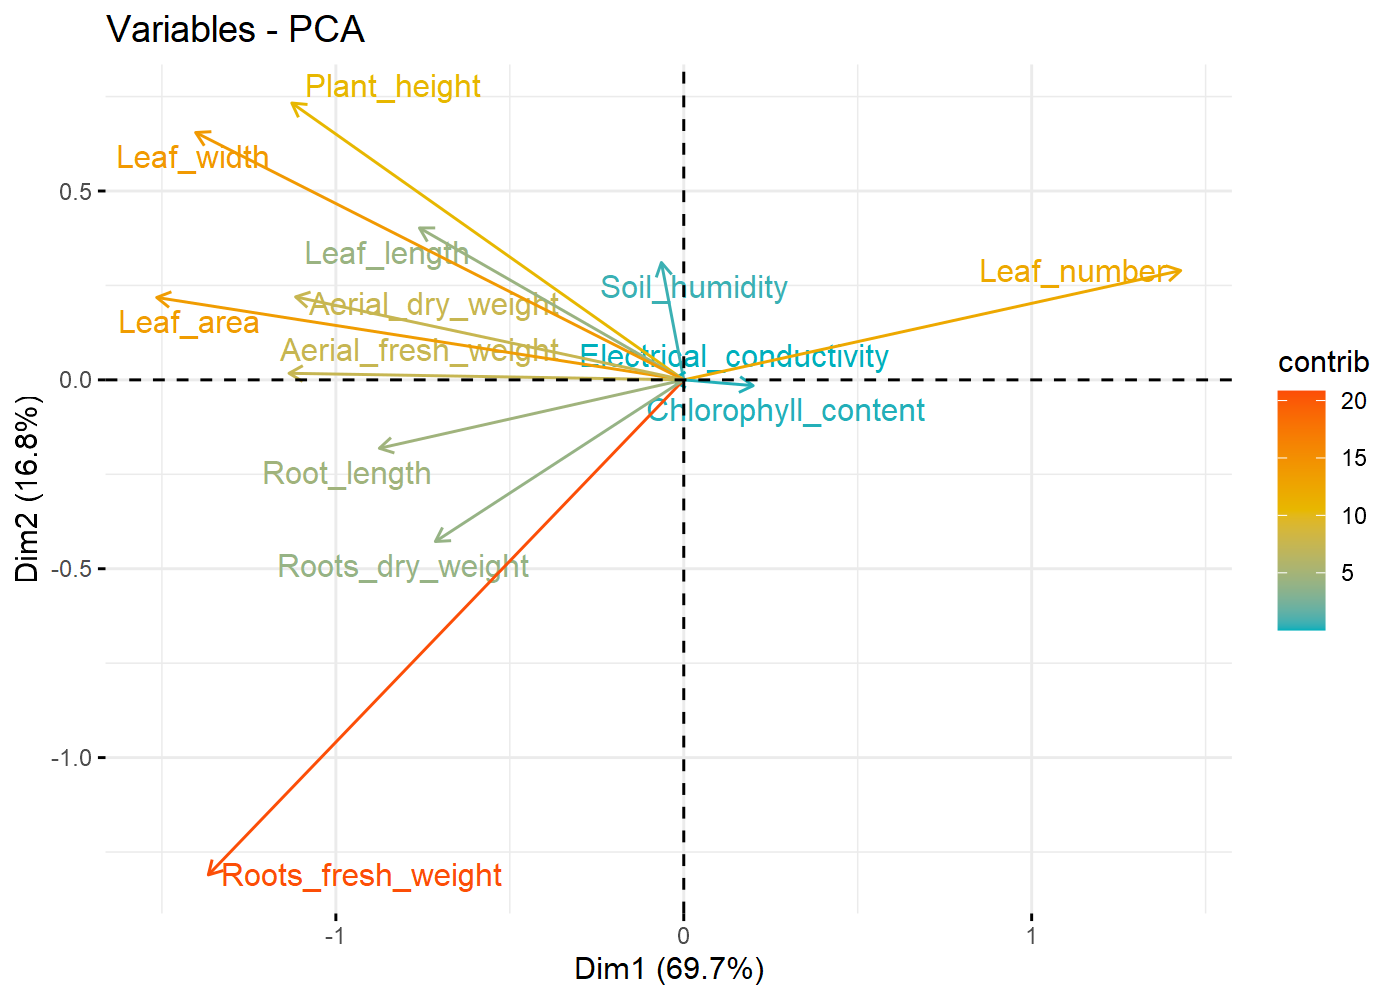 Variables - PCA
Plant_height
Leaf_width
0.5
Leaf_length
Leaf_number
Soil_humidity
Aerial_dry_weight
Leaf_area
Aerial_fresh_weight
Electrical_conductivity
contrib
0.0
Chlorophyll_content
20
15
10
5
Root_length
Dim2 (16.8%)
-0.5
Roots_dry_weight
-1.0
Roots_fresh_weight
-1
0
1
Dim1 (69.7%)